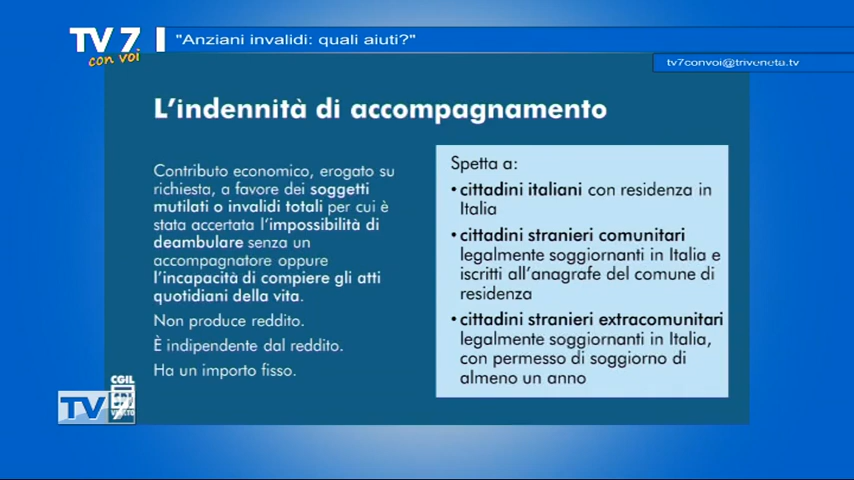 TV 7
con voi
"Anziani invalidi: quali aiuti?"
tv7convoi@triveneta.tv
L'indennità di accompagnamento
Contributo economico, erogato su
richiesta, a favore dei soggetti
mutilati o invalidi totali per cui è
stata accertata l'impossibilità di
deambulare senza un
accompagnatore oppure
l'incapacità di compiere gli atti
quotidiani della vita.
Non produce reddito.
È indipendente dal reddito.
Ha un importo fisso.
Spetta a:
• cittadini italiani con residenza in
Italia
• cittadini stranieri comunitari
legalmente soggiornanti in Italia e
iscritti all'anagrafe del comune di
residenza
• cittadini stranieri extracomunitari
legalmente soggiornanti in Italia,
con permesso di soggiorno di
almeno un anno
CGIL
TV 7